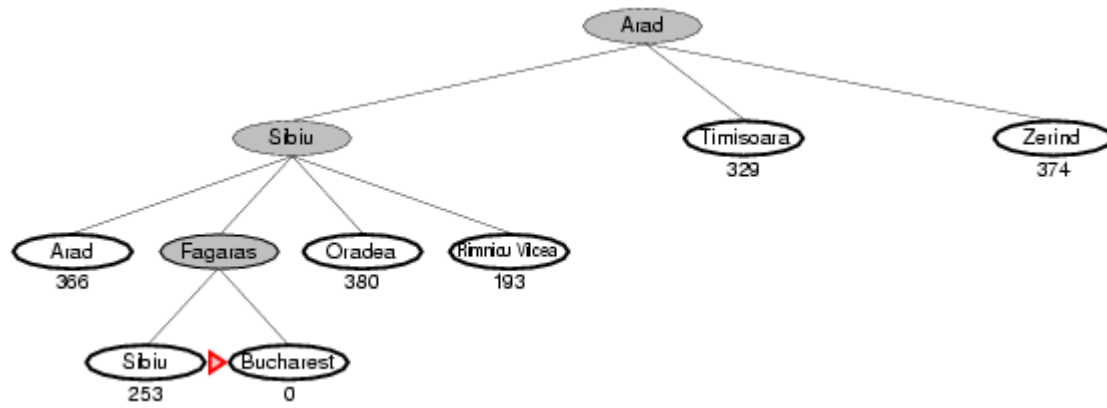 Arad
Sibiu
Timisoara
Zerind
329
374
Arad
Fagaras
Oradea
Rimnicu Vilcea
366
380
193
Sibiu
Bucharest
253
0